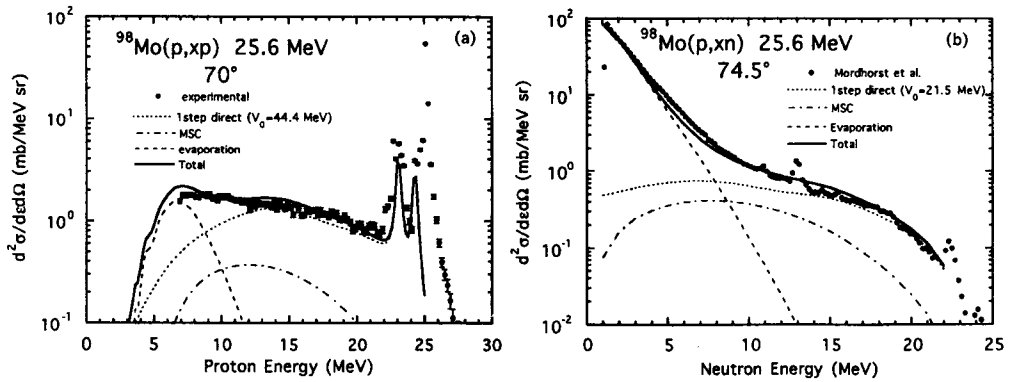 (a)
⁹⁸Mo(p,xp) 25.6 MeV
70°
experimental
1step direct (V₀=44.4 MeV)
MSC
evaporation
Total
d²σ/dεdΩ (mb/MeV sr)
10²
10¹
10⁰
10⁻¹
0 5 10 15 20 25 30
Proton Energy (MeV)
(b)
⁹⁸Mo(p,xn) 25.6 MeV
74.5°
Mordhorst et al.
1step direct (V₀=21.5 MeV)
MSC
Evaporation
Total
d²σ/dεdΩ (mb/MeV sr)
10²
10¹
10⁰
10⁻¹
10⁻²
0 5 10 15 20 25
Neutron Energy (MeV)